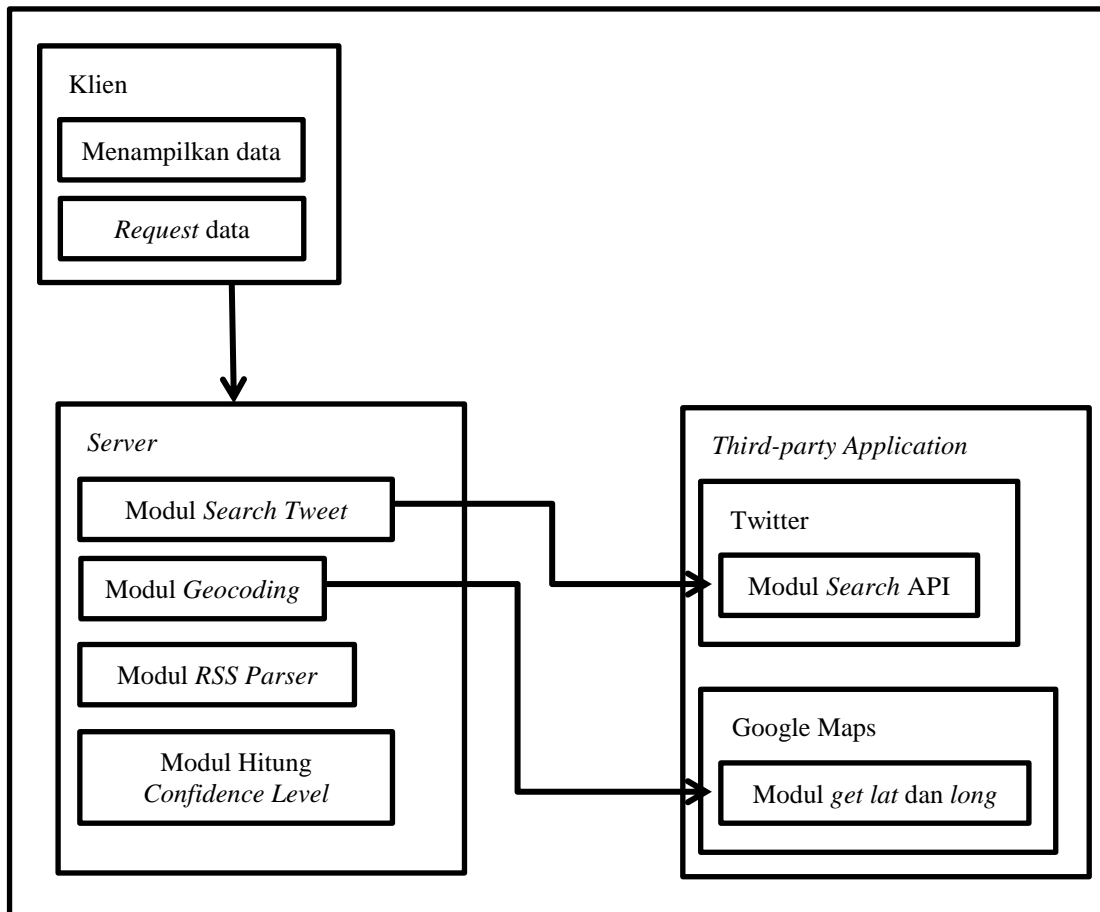 Klien
Menampilkan data
Request data
Server
Modul Search Tweet
Modul Geocoding
Modul RSS Parser
Modul Hitung
Confidence Level
Third-party Application
Twitter
Modul Search API
Google Maps
Modul get lat dan long